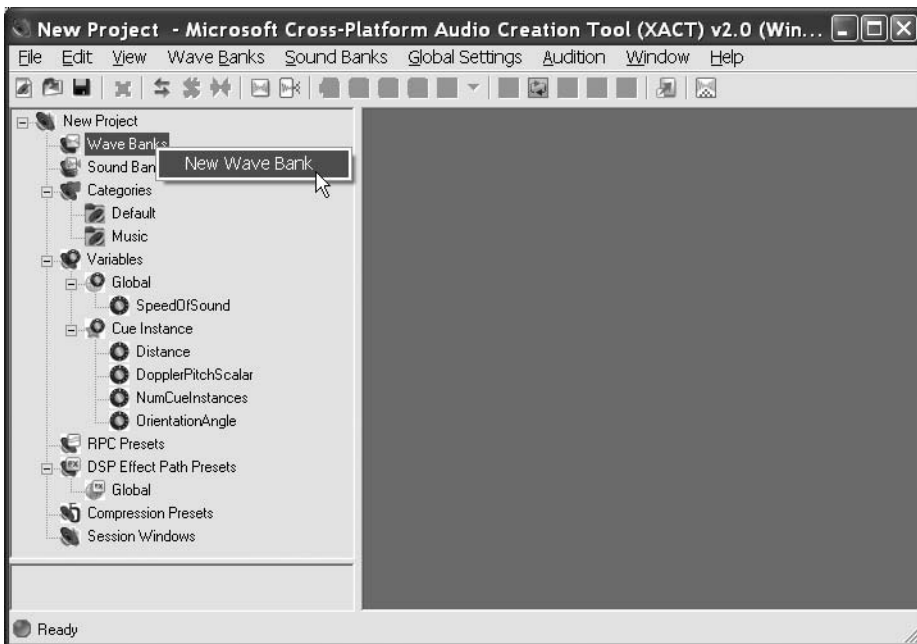 New Project - Microsoft Cross-Platform Audio Creation Tool (XACT) v2.0 (Win...
File Edit View Wave Banks Sound Banks Global Settings Audition Window Help
New Project
Wave Banks
New Wave Bank
Sound Ban
Categories
Default
Music
Variables
Global
SpeedOfSound
Cue Instance
Distance
DopplerPitchScalar
NumCueInstances
OrientationAngle
RPC Presets
DSP Effect Path Presets
Global
Compression Presets
Session Windows
Ready